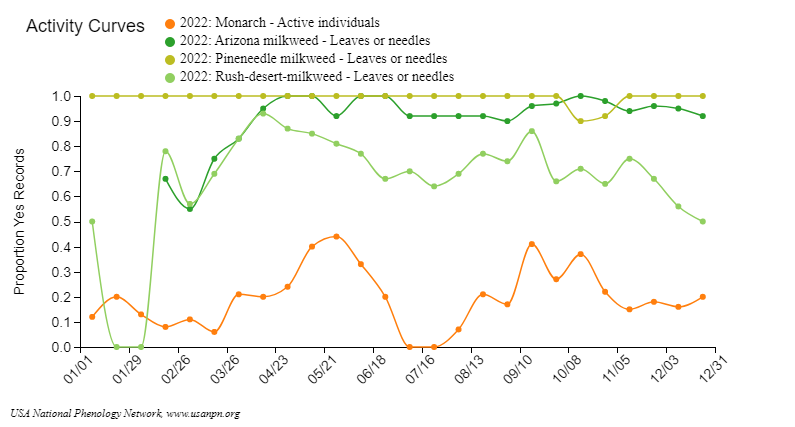 Activity Curves
2022: Monarch - Active individuals
2022: Arizona milkweed - Leaves or needles
2022: Pineneedle milkweed - Leaves or needles
2022: Rush-desert-milkweed - Leaves or needles
Proportion Yes Records
1.0
0.9
0.8
0.7
0.6
0.5
0.4
0.3
0.2
0.1
0.0
01/01 01/29 02/26 03/26 04/23 05/21 06/18 07/16 08/13 09/10 10/08 11/05 12/03 12/31
USA National Phenology Network, www.usanpn.org